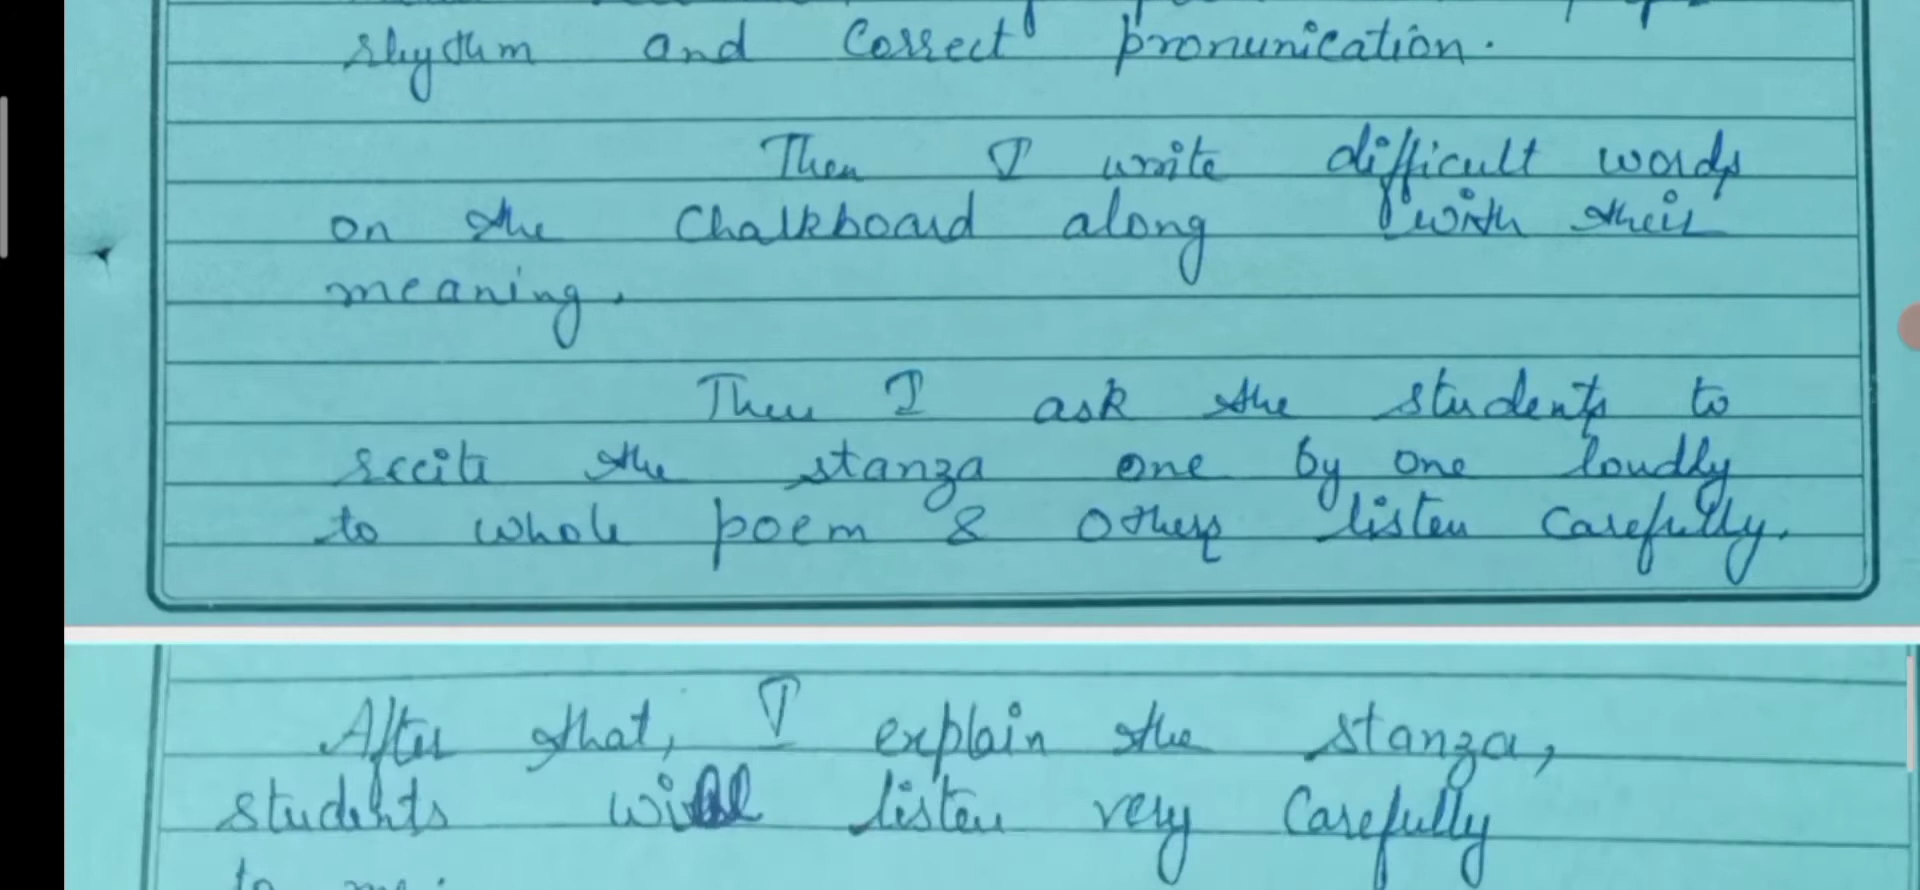 rhythm and correct pronunication.
Then I write difficult words
on the Chalkboard along with their
meaning.
Then I ask the students to
recite the stanza one by one loudly
to whole poem & others listen carefully.
After that, I explain the stanza,
students will listen very Carefully
to me.